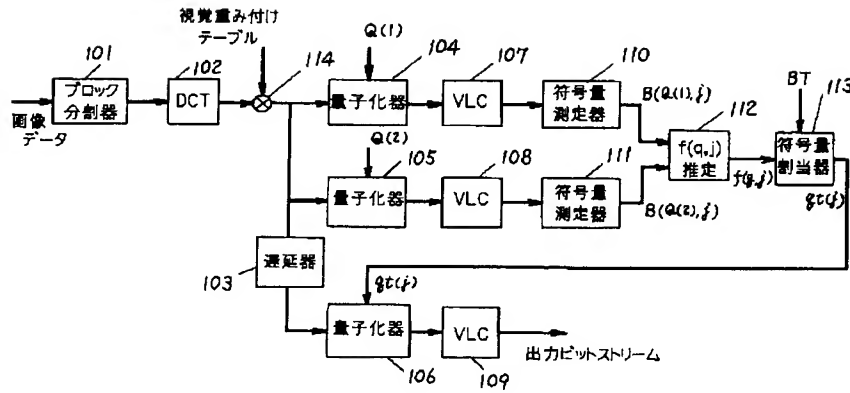 視覚重み付け
テーブル
101
102
114
Q(1)
104
107
110
BT
113
ブロック
分割器
DCT
量子化器
VLC
符号量
測定器
B(Q(1),j)
112
画像
データ
Q(2)
105
108
111
f(q,j)
推定
f(q,j)
符号量
割当器
量子化器
VLC
符号量
測定器
B(Q(2),j)
qt(j)
103
遅延器
qt(j)
量子化器
VLC
出力ビットストリーム
106
109